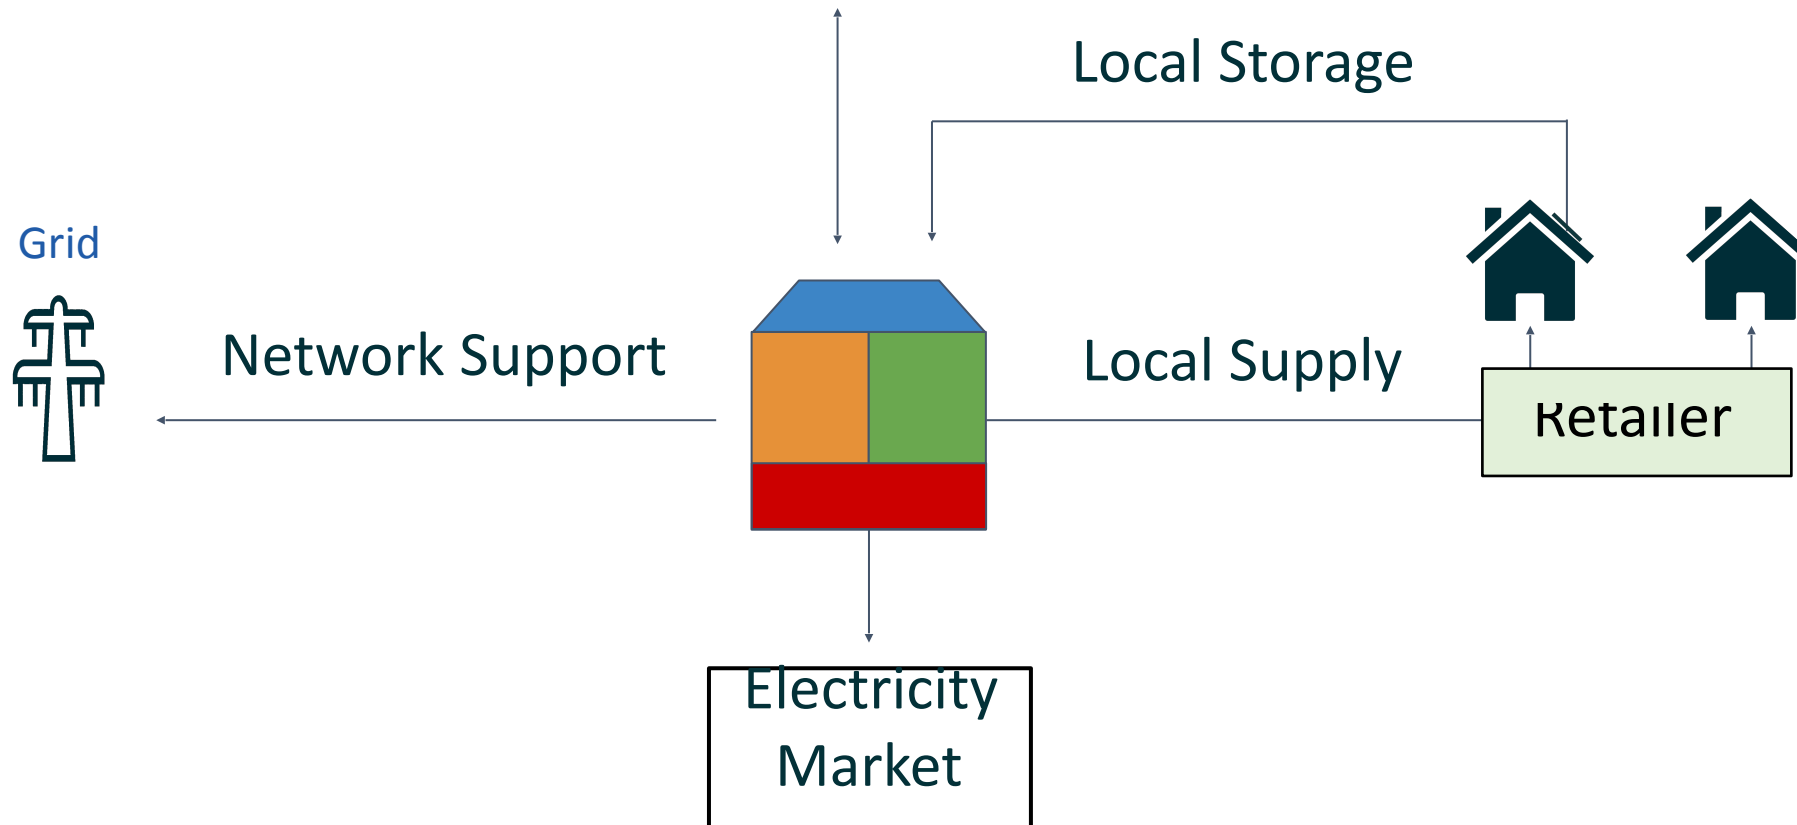 Local Storage
Grid
Network Support
Local Supply
Retailer
Electricity
Market